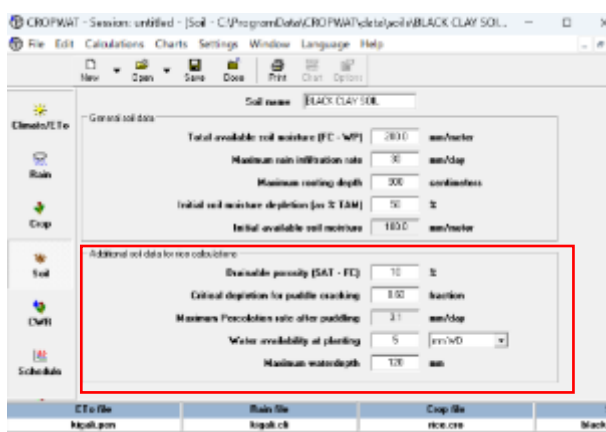 CROPWAT - Session: untitled - [Soil - C:\ProgramData\CROPWAT\data\soils\BLACK CLAY SOI...
File Edit Calculations Charts Settings Window Language Help
New Open Save Close Print Chart Options
Climate/ETo
Rain
Crop
Soil
CWR
Schedule
Soil name BLACK CLAY SOIL
General soil data
Total available soil moisture (FC - WP) 200.0 mm/meter
Maximum rain infiltration rate 30 mm/day
Maximum rooting depth 900 centimeters
Initial soil moisture depletion (as % TAM) 50 %
Initial available soil moisture 100.0 mm/meter
Additional soil data for rice calculations
Drainable porosity (SAT - FC) 10 %
Critical depletion for puddle cracking 0.60 fraction
Maximum Percolation rate after puddling 3.1 mm/day
Water availability at planting 5 mm WD
Maximum waterdepth 120 mm
ETo file Rain file Crop file
kigali.pen kigali.cli rice.cro black